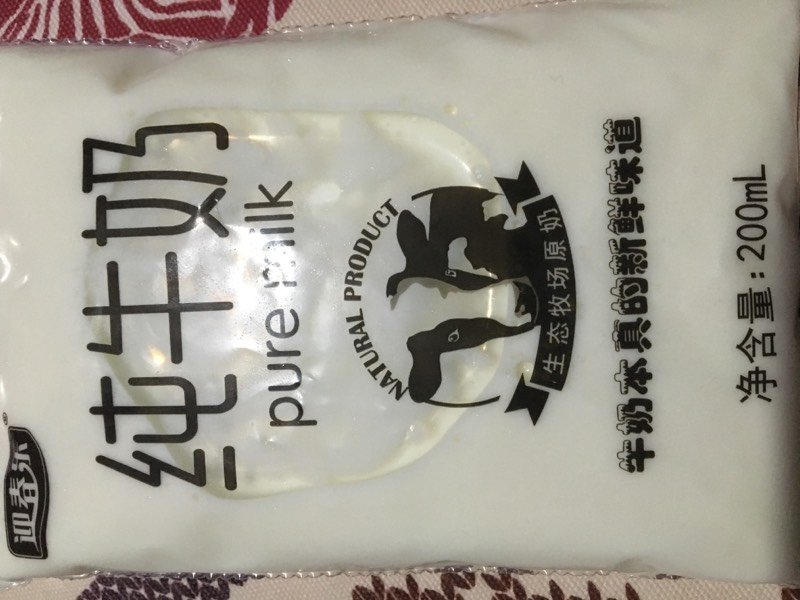 迎春乐®
纯牛奶
pure milk
NATURAL PRODUCT
生态牧场原奶
牛奶本真的新鲜味道
净含量:200mL